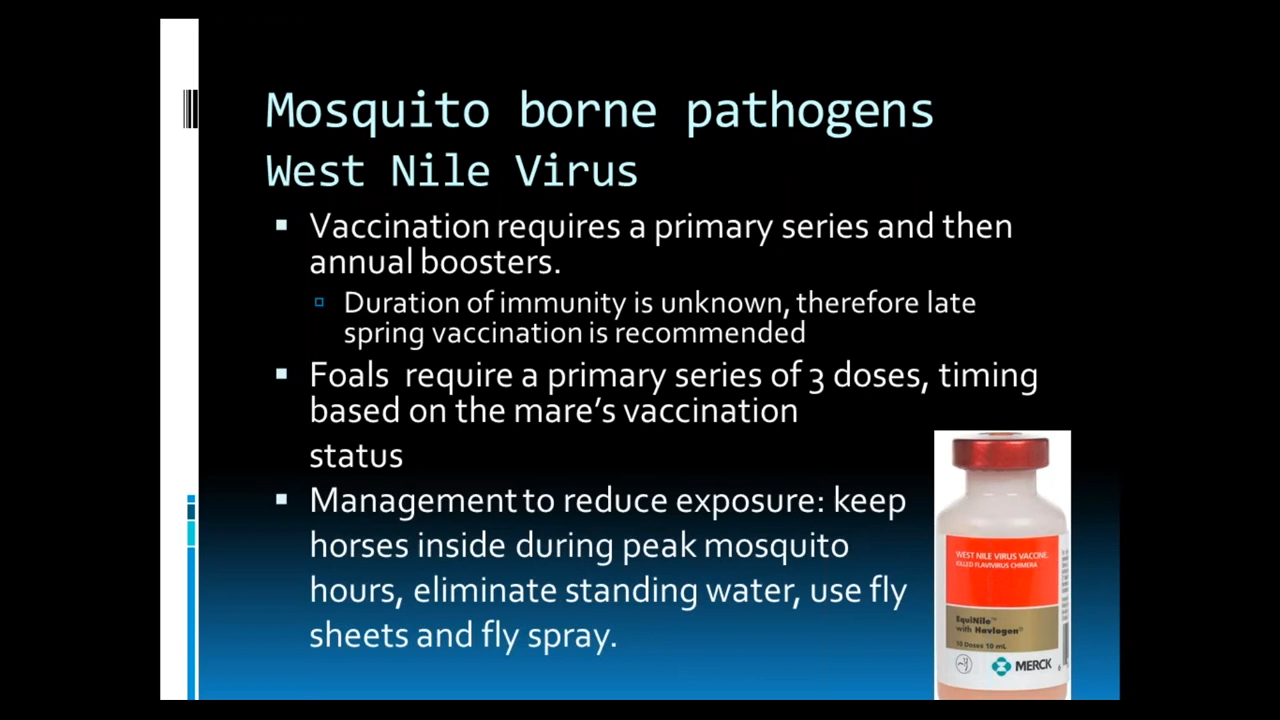 Mosquito borne pathogens
West Nile Virus
Vaccination requires a primary series and then
annual boosters.
Duration of immunity is unknown, therefore late
spring vaccination is recommended
Foals require a primary series of 3 doses, timing
based on the mare's vaccination
status
Management to reduce exposure: keep
horses inside during peak mosquito
hours, eliminate standing water, use fly
sheets and fly spray.
WEST NILE VIRUS VACCINE,
KILLED FLAVIVIRUS CHIMERA
EquiNile™
with Havlogen®
10 Doses 10 mL
MERCK